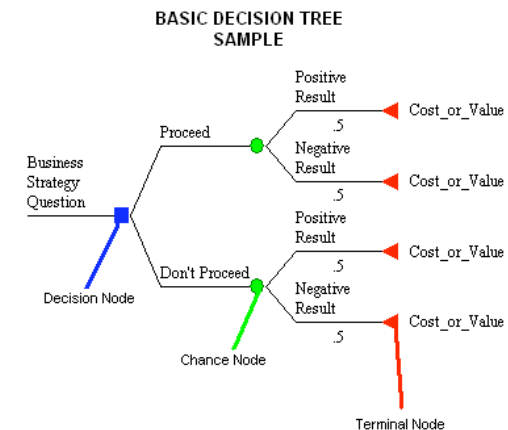 BASIC DECISION TREE
SAMPLE
Positive
Result
.5
Cost_or_Value
Proceed
Negative
Result
.5
Cost_or_Value
Business
Strategy
Question
Positive
Result
.5
Cost_or_Value
Don't Proceed
Negative
Result
.5
Cost_or_Value
Decision Node
Chance Node
Terminal Node